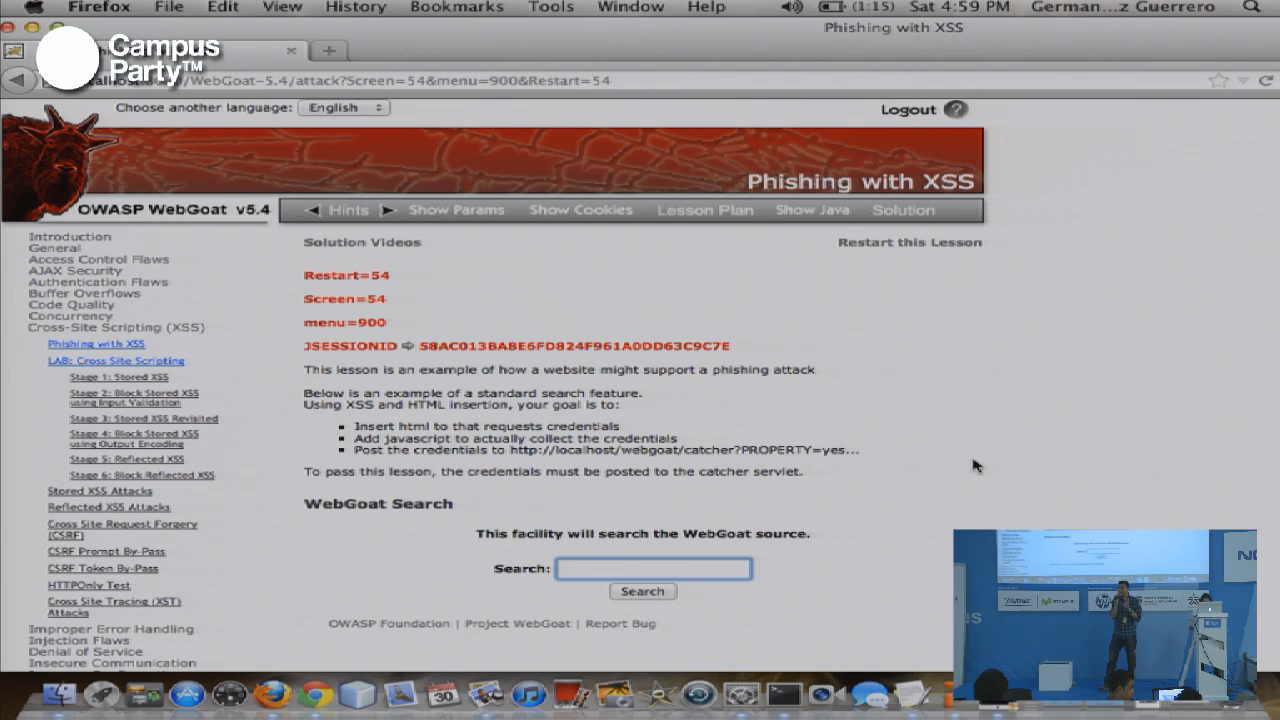 Firefox File Edit View History Bookmarks Tools Window Help (1:15) Sat 4:59 PM German...z Guerrero
Phishing with XSS
Campus
Party™
/WebGoat-5.4/attack?Screen=54&menu=900&Restart=54
Choose another language: English
Logout ?
Phishing with XSS
OWASP WebGoat v5.4
Hints Show Params Show Cookies Lesson Plan Show Java Solution
Solution Videos
Restart this Lesson
Introduction
General
Access Control Flaws
AJAX Security
Authentication Flaws
Buffer Overflows
Code Quality
Concurrency
Cross-Site Scripting (XSS)
Phishing with XSS
LAB: Cross Site Scripting
Stage 1: Stored XSS
Stage 2: Block Stored XSS
using Input Validation
Stage 3: Stored XSS Revisited
Stage 4: Block Stored XSS
using Output Encoding
Stage 5: Reflected XSS
Stage 6: Block Reflected XSS
Stored XSS Attacks
Reflected XSS Attacks
Cross Site Request Forgery
(CSRF)
CSRF Prompt By-Pass
CSRF Token By-Pass
HTTPOnly Test
Cross Site Tracing (XST)
Attacks
Improper Error Handling
Injection Flaws
Denial of Service
Insecure Communication
Restart=54
Screen=54
menu=900
JSESSIONID ⇨ 58AC013BA8E6FD824F961A0DD63C9C7E
This lesson is an example of how a website might support a phishing attack
Below is an example of a standard search feature.
Using XSS and HTML insertion, your goal is to:
Insert html to that requests credentials
Add javascript to actually collect the credentials
Post the credentials to http://localhost/webgoat/catcher?PROPERTY=yes...
To pass this lesson, the credentials must be posted to the catcher servlet.
WebGoat Search
This facility will search the WebGoat source.
Search:
Search
OWASP Foundation | Project WebGoat | Report Bug
30
hp